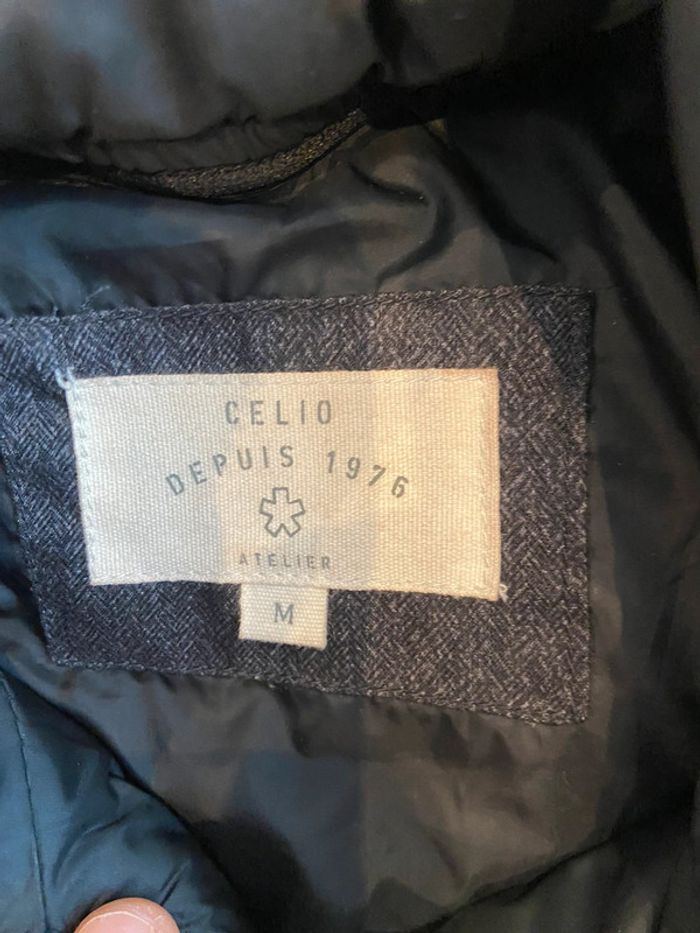 CELIO
DEPUIS 1976
ATELIER
M